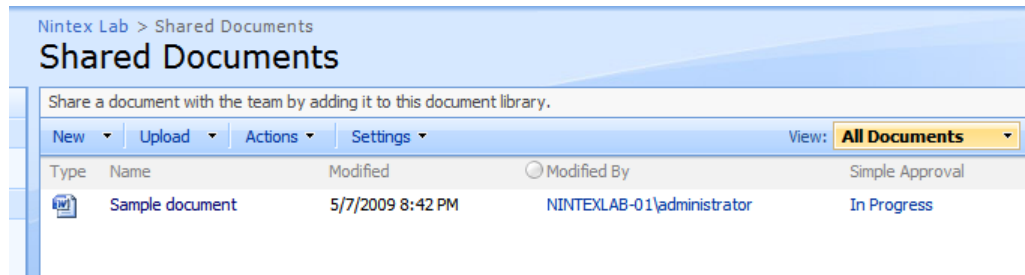 Nintex Lab > Shared Documents
Shared Documents
Share a document with the team by adding it to this document library.
New Upload Actions Settings View: All Documents
Type Name Modified Modified By Simple Approval
Sample document 5/7/2009 8:42 PM NINTEXLAB-01\administrator In Progress